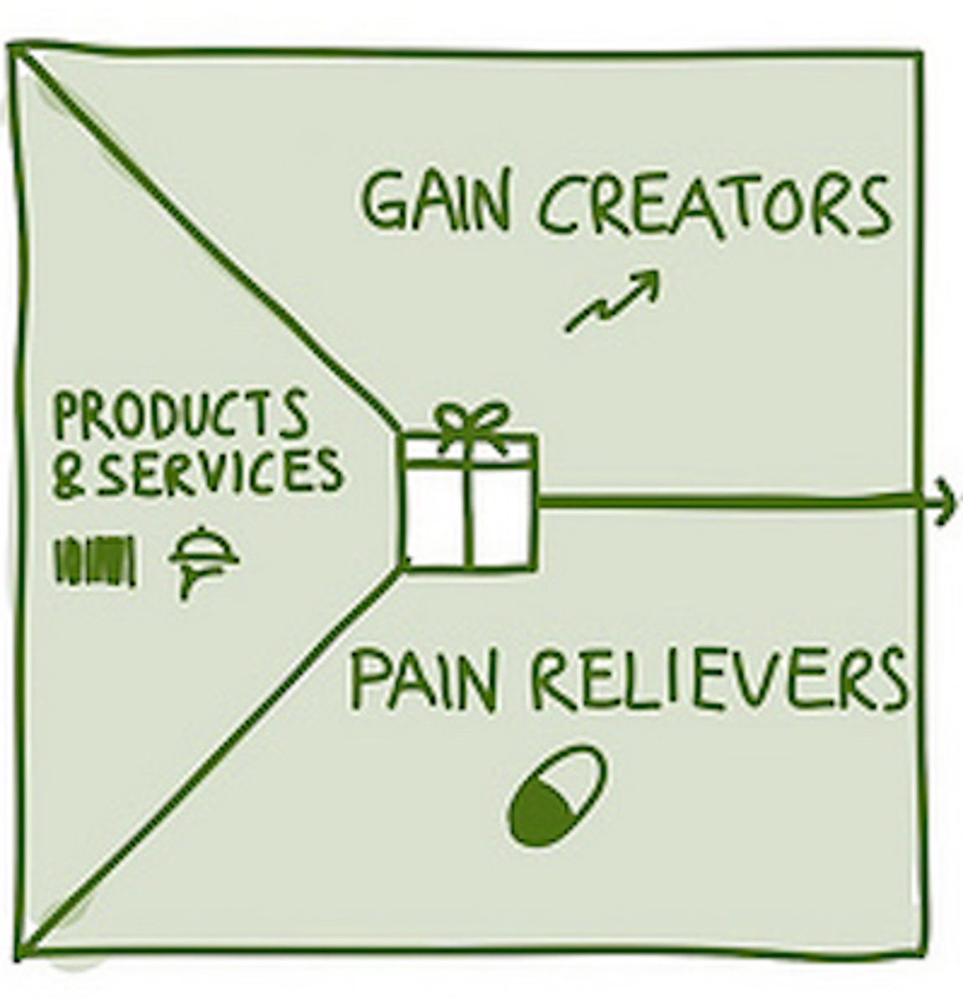 GAIN CREATORS
PRODUCTS
& SERVICES
PAIN RELIEVERS